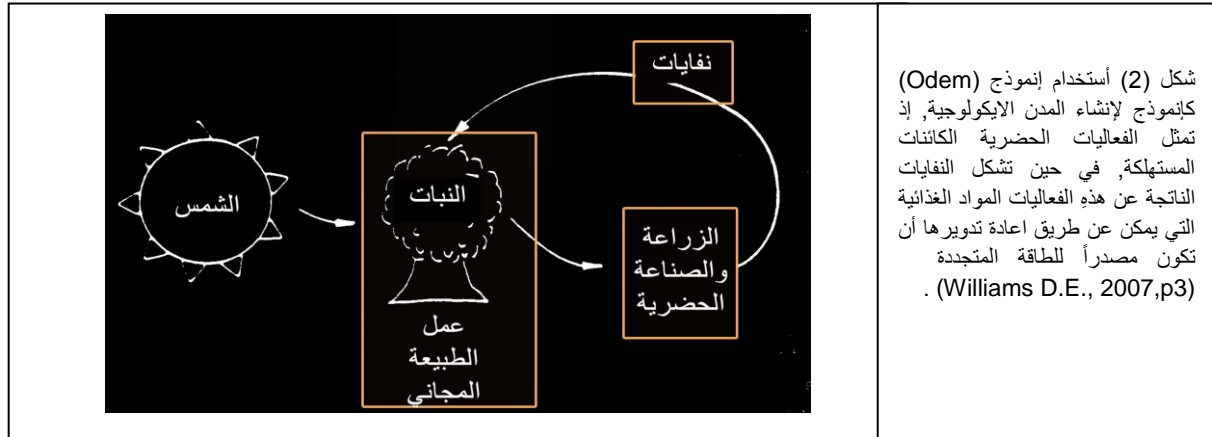 شكل (2) أستخدام إنموذج (Odem)
كإنموذج لإنشاء المدن الايكولوجية, إذ
تمثل الفعاليات الحضرية الكائنات
المستهلكة, في حين تشكل النفايات
الناتجة عن هذهِ الفعاليات المواد الغذائية
التي يمكن عن طريق اعادة تدويرها أن
تكون مصدراً للطاقة المتجددة
(Williams D.E., 2007,p3) .
نفايات
الشمس
النبات
الزراعة
والصناعة
الحضرية
عمل
الطبيعة
المجاني